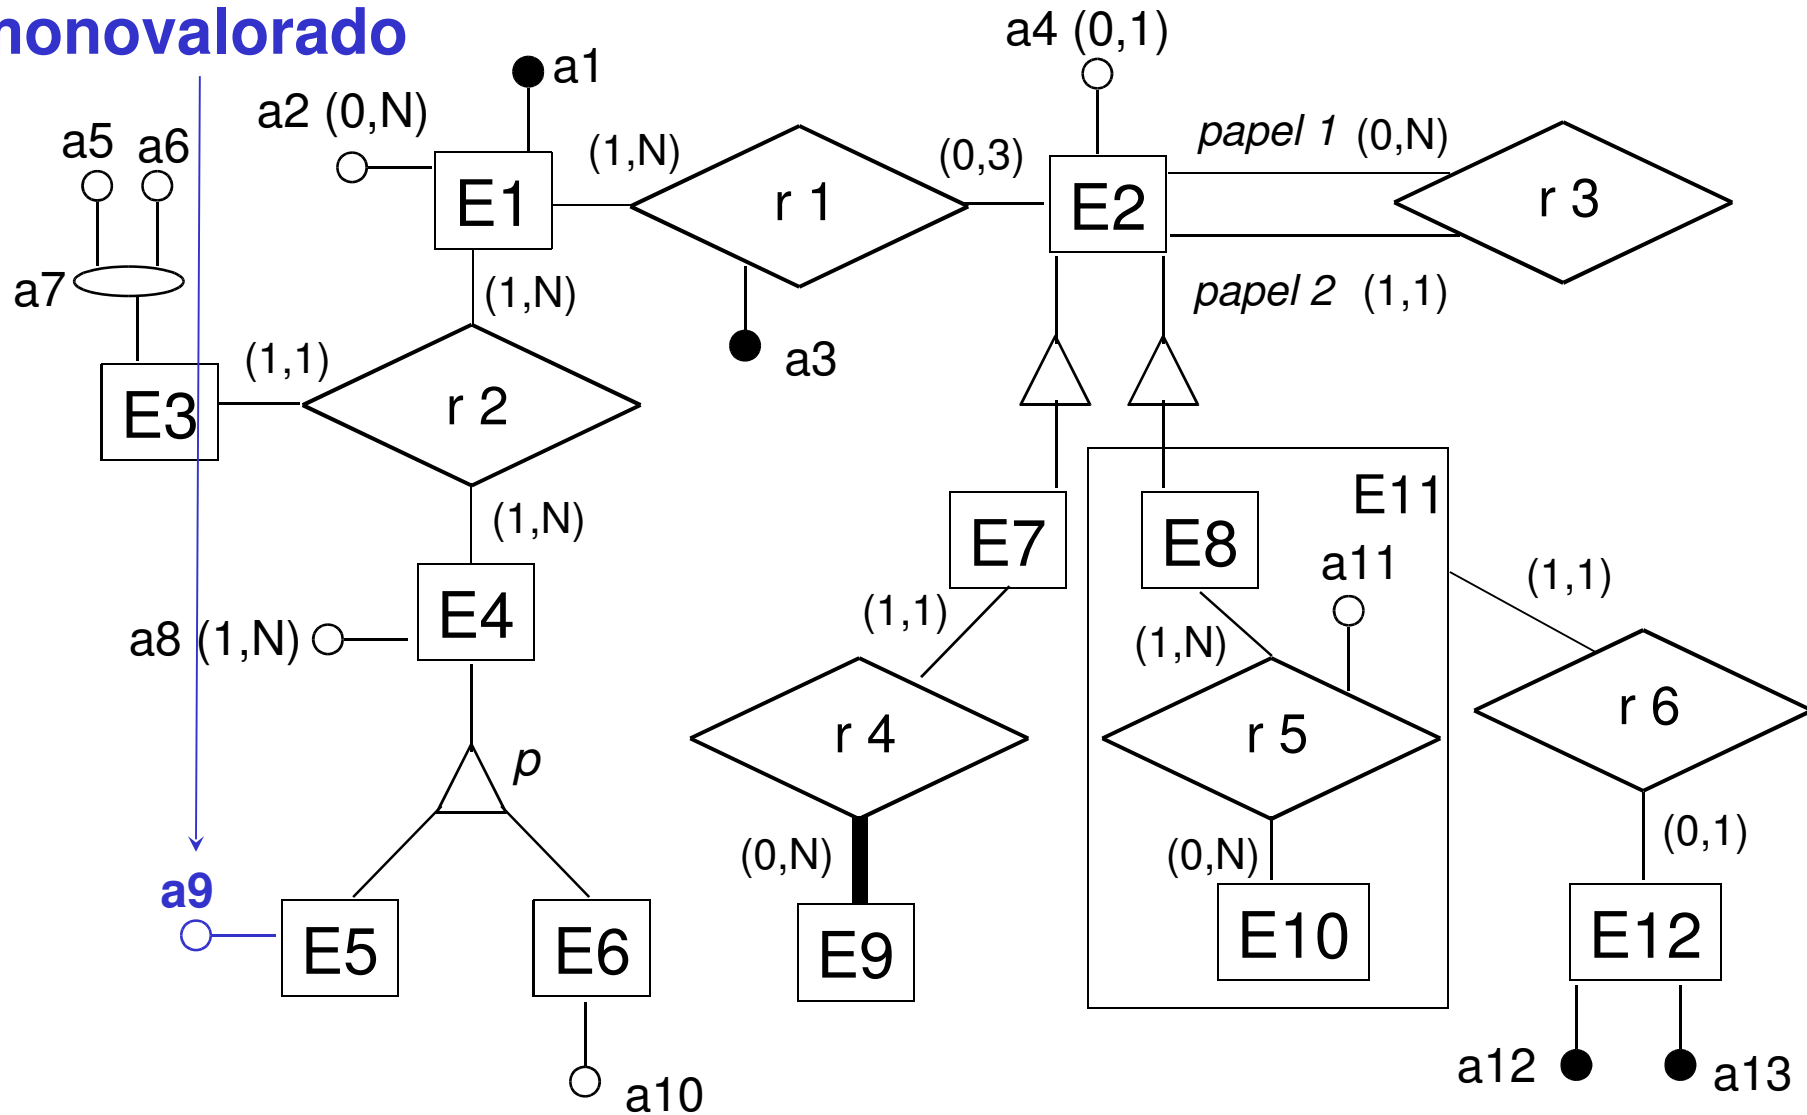 monovalorado
a4 (0,1)
a1
a2 (0,N)
a5
a6
(1,N)
(0,3)
papel 1 (0,N)
E1
r 1
E2
r 3
a7
(1,N)
papel 2 (1,1)
a3
(1,1)
E3
r 2
(1,N)
E11
E7
E8
a11
(1,1)
E4
(1,1)
a8 (1,N)
(1,N)
r 4
r 5
r 6
p
(0,N)
(0,N)
(0,1)
a9
E5
E6
E9
E10
E12
a10
a12
a13